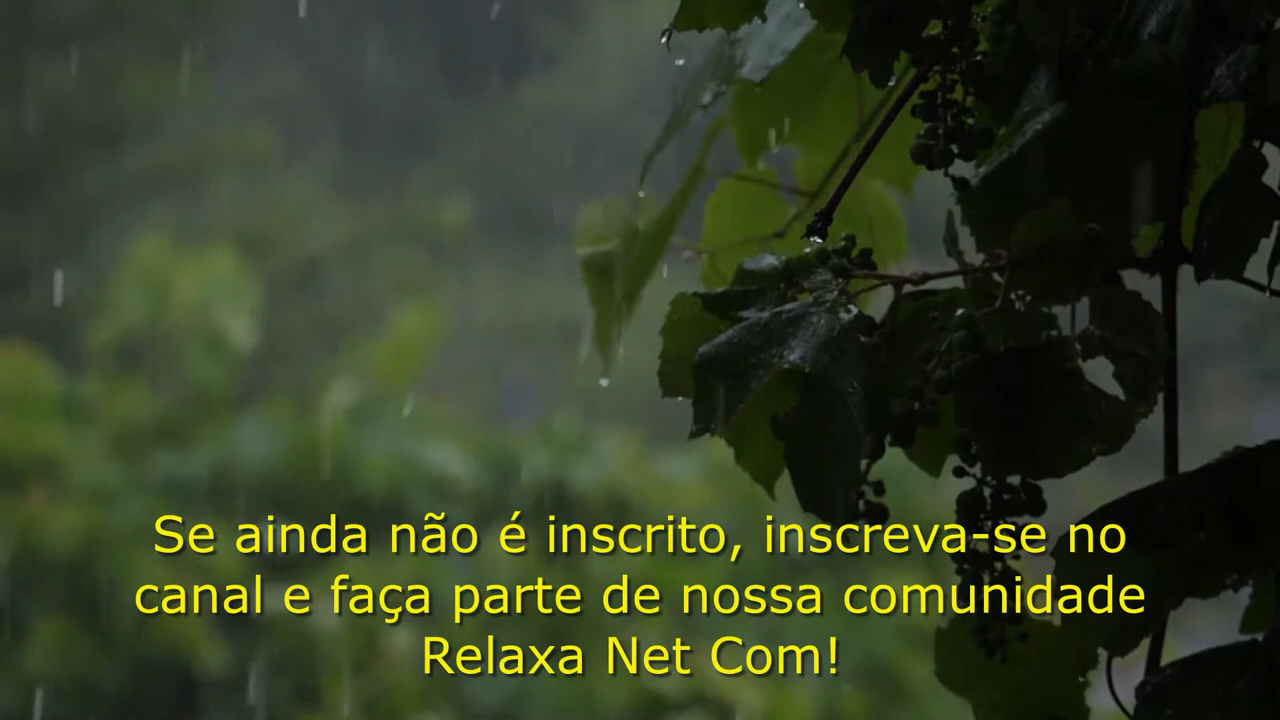 Se ainda não é inscrito, inscreva-se no
canal e faça parte de nossa comunidade
Relaxa Net Com!